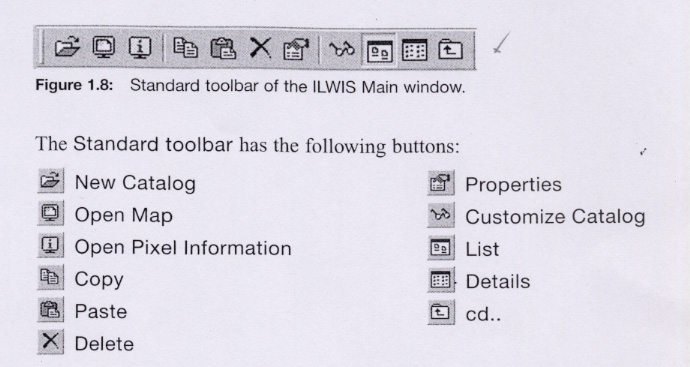 Figure 1.8: Standard toolbar of the ILWIS Main window.
The Standard toolbar has the following buttons:
New Catalog
Open Map
Open Pixel Information
Copy
Paste
Delete
Properties
Customize Catalog
List
Details
cd..